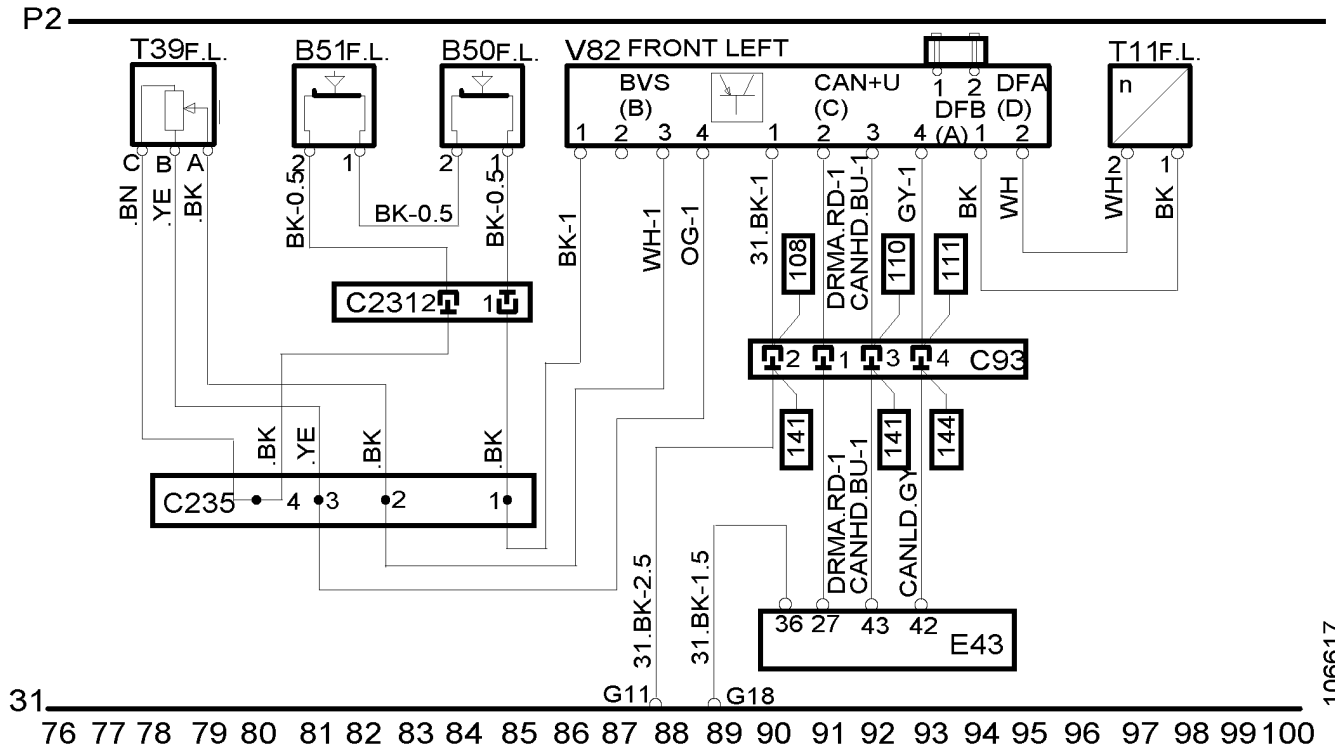 P2
T39F.L. B51F.L. B50F.L. V82 FRONT LEFT T11F.L.
BVS (B) CAN+U (C) 1 2 DFB (A) DFA (D) n
1 2 3 4 1 2 3 4 1 2
C B A 2 1 2 1 2 1
.BN .YE .BK BK-0.5 BK-0.5 BK-0.5 BK-1 WH-1 OG-1 31.BK-1 DRMA.RD-1 CANHD.BU-1 GY-1 BK WH WH BK
108 110 111
C231 2 1
2 1 3 4 C93
141 141 144
.BK .YE .BK .BK
C235 4 3 2 1
31.BK-2.5 31.BK-1.5 DRMA.RD-1 CANHD.BU-1 CANLD.GY
36 27 43 42
E43
G11 G18
106617
31
76 77 78 79 80 81 82 83 84 85 86 87 88 89 90 91 92 93 94 95 96 97 98 99 100